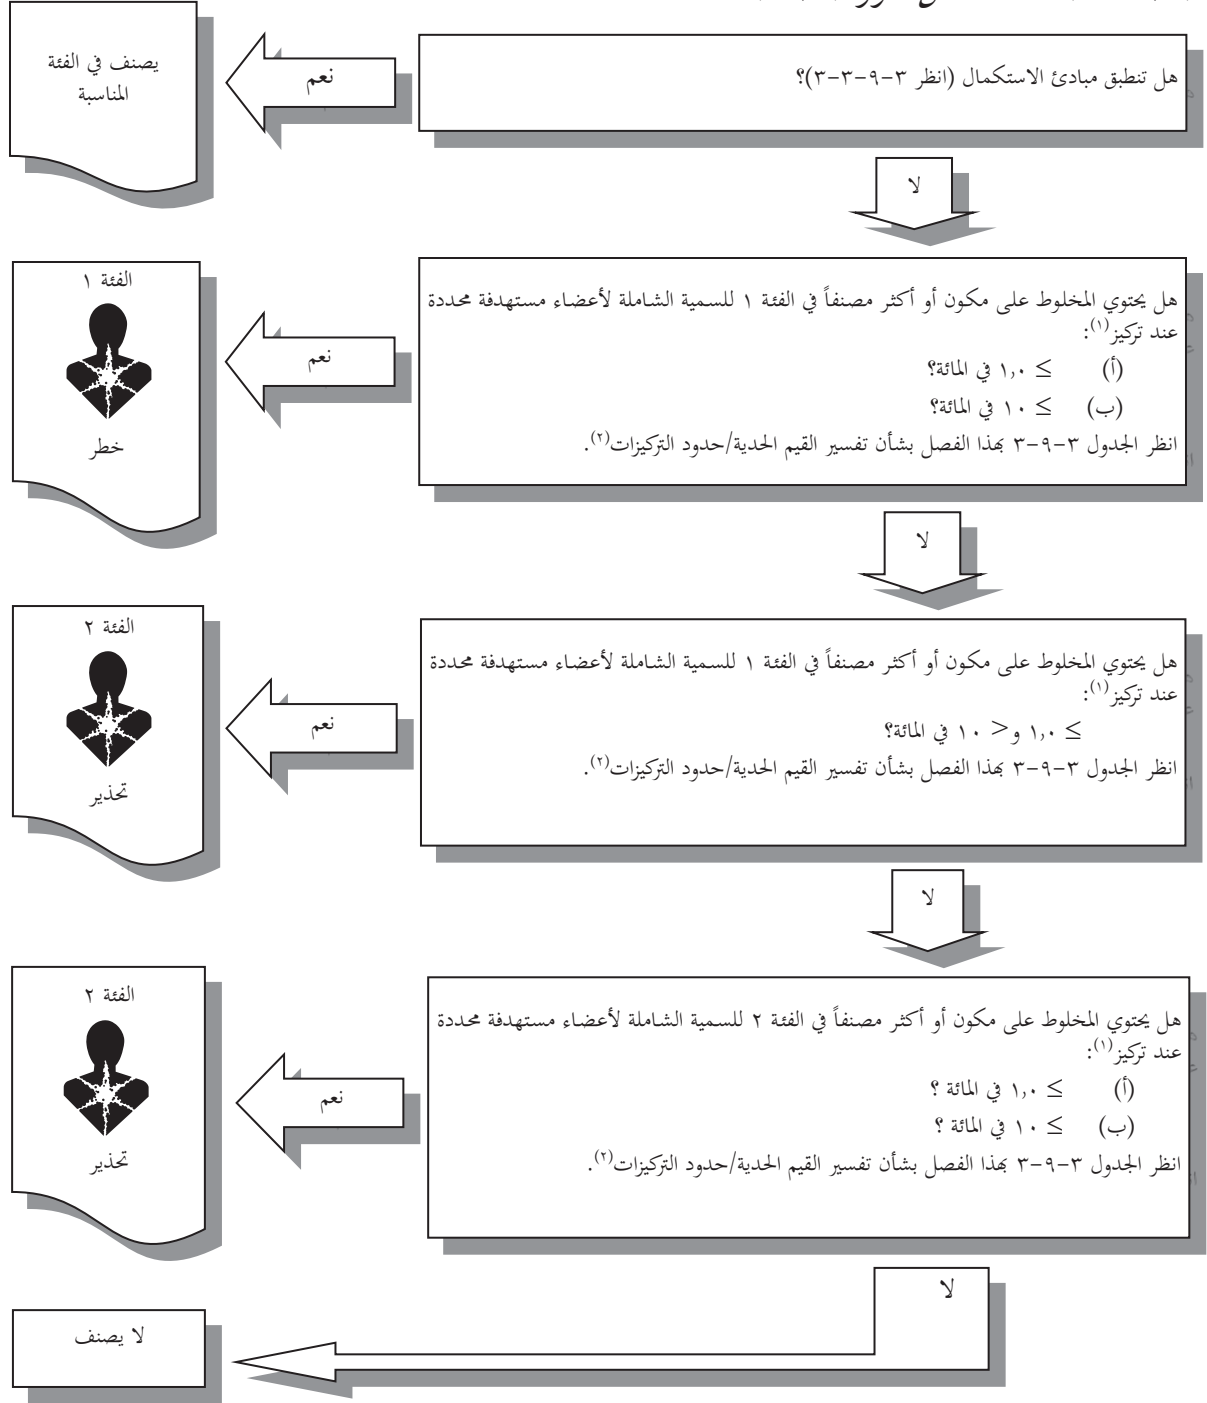 هل تنطبق مبادئ الاستكمال (انظر ٣-٩-٣-٣)؟
نعم
يصنف في الفئة
المناسبة
لا
هل يحتوي المخلوط على مكون أو أكثر مصنفاً في الفئة ١ للسمية الشاملة لأعضاء مستهدفة محددة
عند تركيز(١):
(أ) ≥ ١,٠ في المائة؟
(ب) ≥ ١٠ في المائة؟
انظر الجدول ٣-٩-٣ بهذا الفصل بشأن تفسير القيم الحدية/حدود التركيزات(٢).
نعم
الفئة ١
خطر
لا
هل يحتوي المخلوط على مكون أو أكثر مصنفاً في الفئة ١ للسمية الشاملة لأعضاء مستهدفة محددة
عند تركيز(١):
≥ ١,٠ و< ١٠ في المائة؟
انظر الجدول ٣-٩-٣ بهذا الفصل بشأن تفسير القيم الحدية/حدود التركيزات(٢).
نعم
الفئة ٢
تحذير
لا
هل يحتوي المخلوط على مكون أو أكثر مصنفاً في الفئة ٢ للسمية الشاملة لأعضاء مستهدفة محددة
عند تركيز(١):
(أ) ≥ ١,٠ في المائة ؟
(ب) ≥ ١٠ في المائة ؟
انظر الجدول ٣-٩-٣ بهذا الفصل بشأن تفسير القيم الحدية/حدود التركيزات(٢).
نعم
الفئة ٢
تحذير
لا
لا يصنف